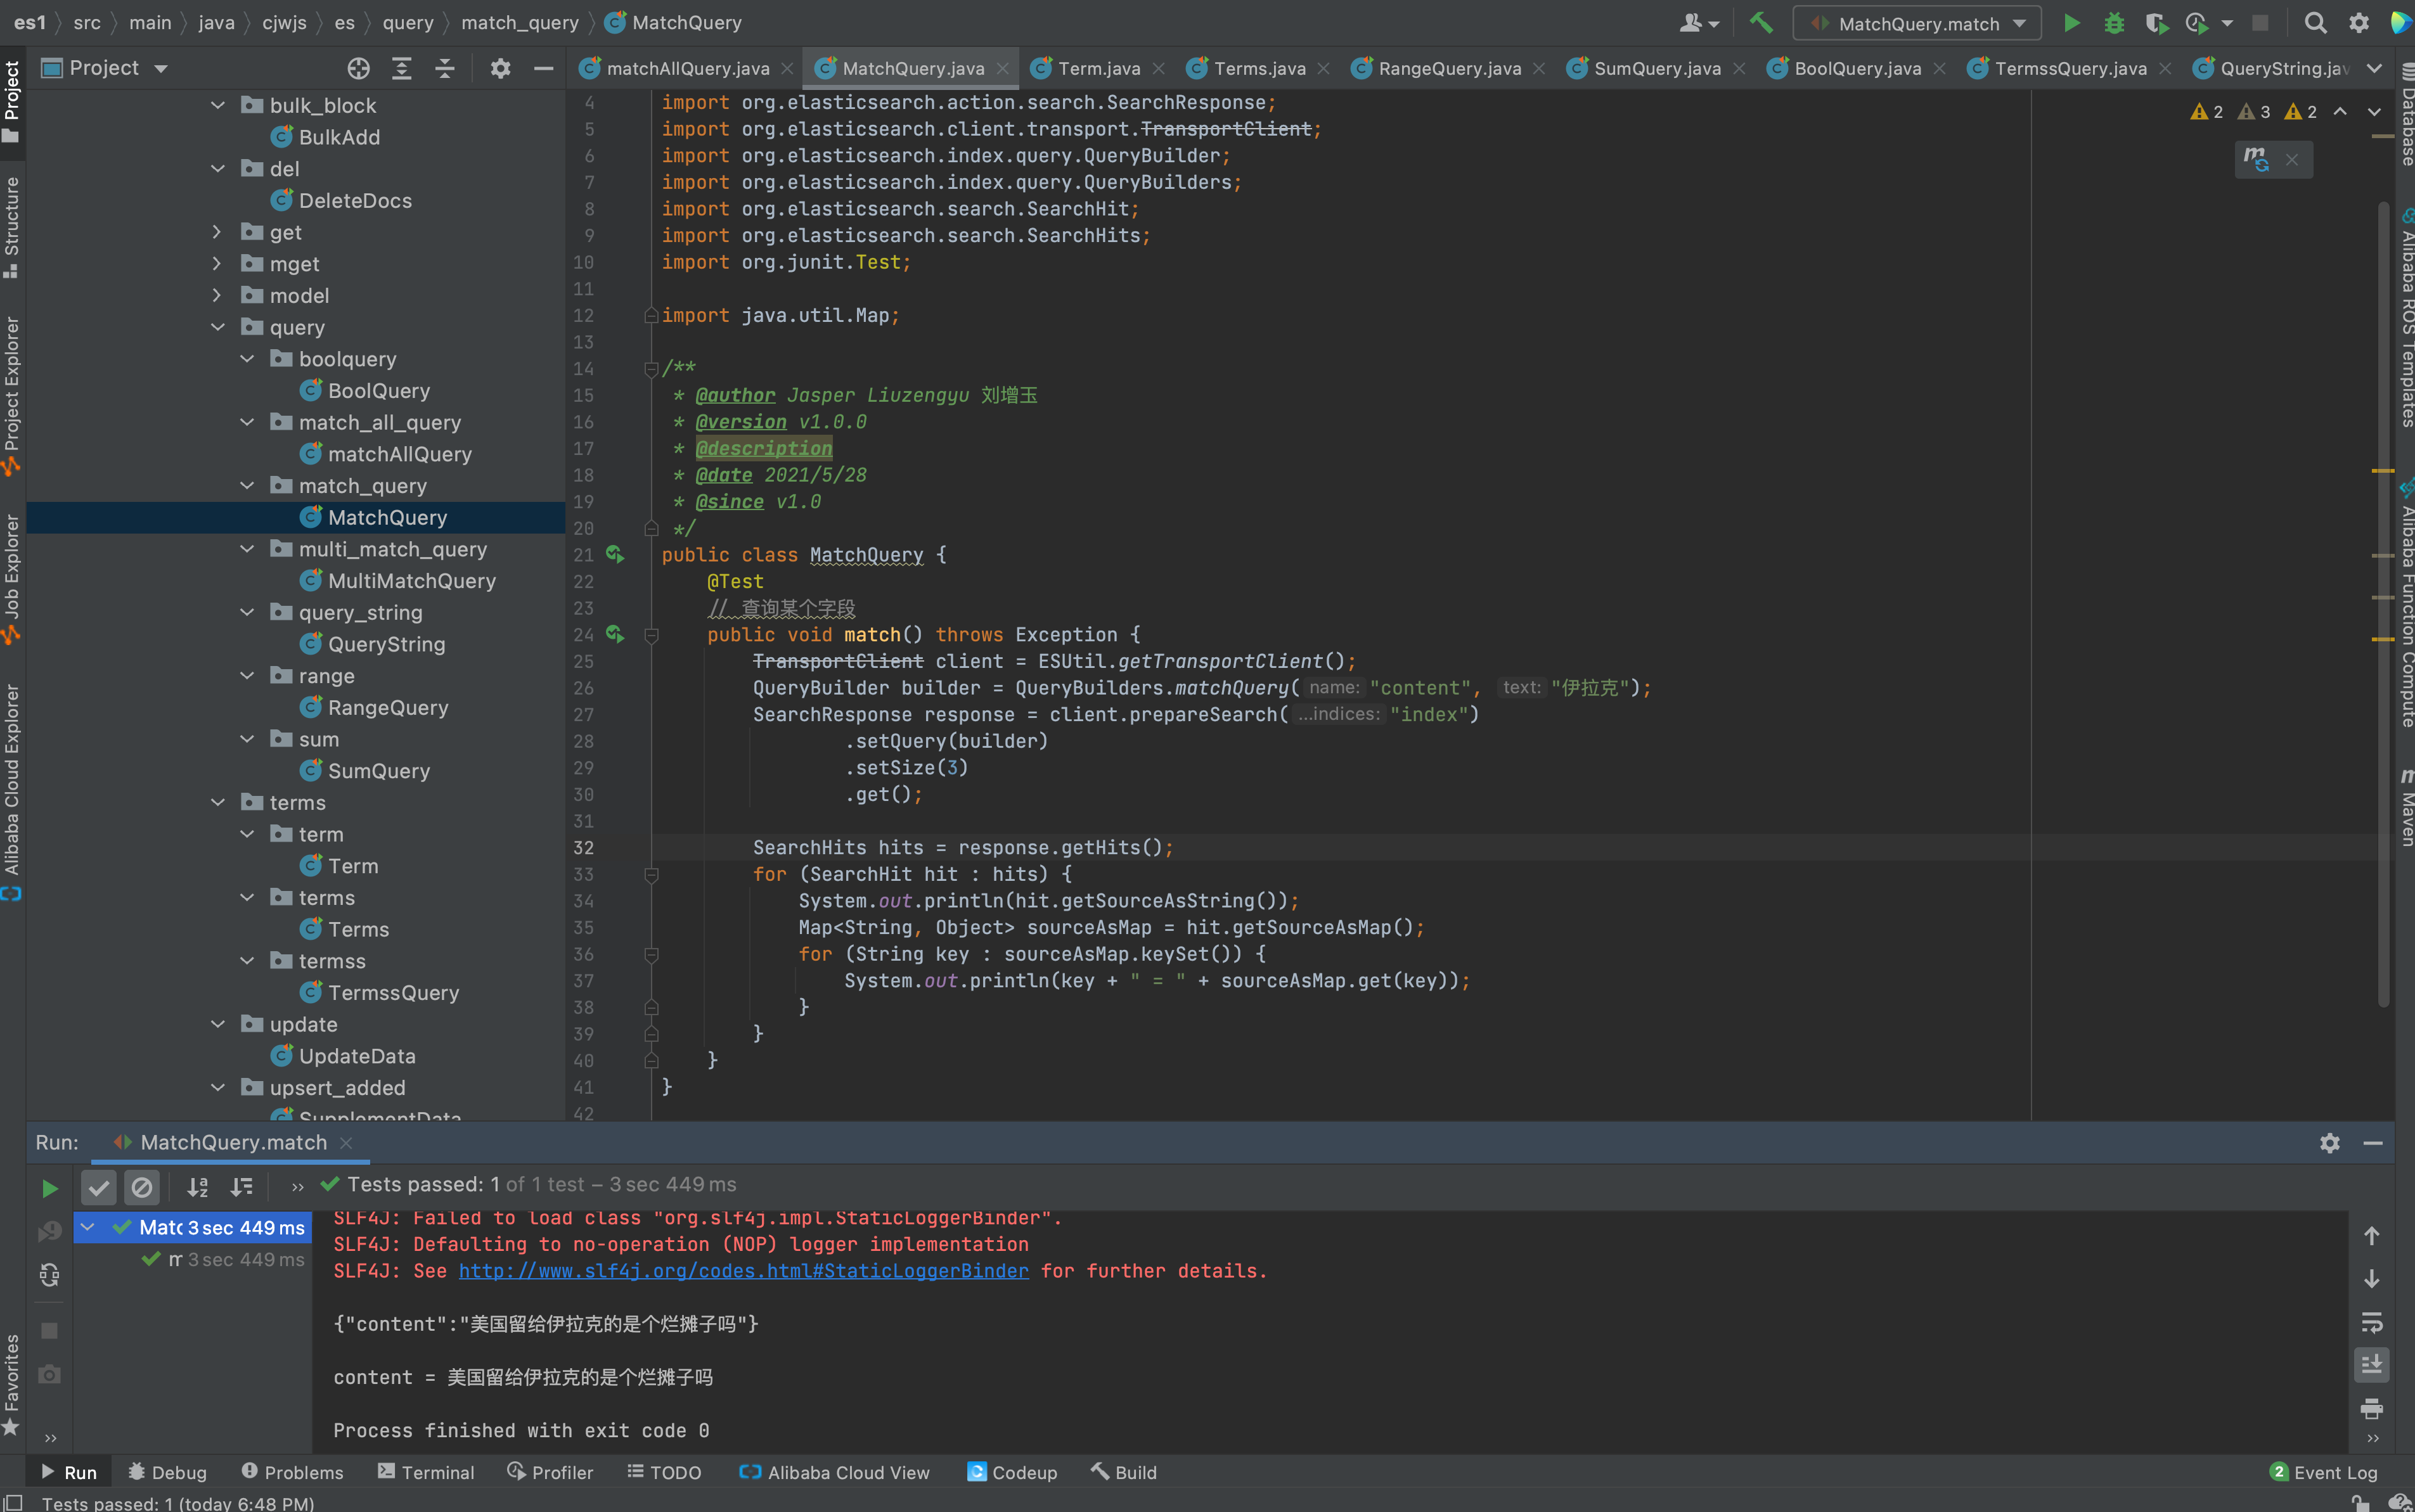 es1 〉 src 〉 main 〉 java 〉 cjwjs 〉 es 〉 query 〉 match_query 〉 MatchQuery
MatchQuery.match
Project
matchAllQuery.java
MatchQuery.java
Term.java
Terms.java
RangeQuery.java
SumQuery.java
BoolQuery.java
TermssQuery.java
QueryString.jav
Project
Structure
Project Explorer
Job Explorer
Alibaba Cloud Explorer
Favorites
bulk_block
BulkAdd
del
DeleteDocs
get
mget
model
query
boolquery
BoolQuery
match_all_query
matchAllQuery
match_query
MatchQuery
multi_match_query
MultiMatchQuery
query_string
QueryString
range
RangeQuery
sum
SumQuery
terms
term
Term
terms
Terms
termss
TermssQuery
update
UpdateData
upsert_added
SupplementData
2 3 2
4 import org.elasticsearch.action.search.SearchResponse;
5 import org.elasticsearch.client.transport.TransportClient;
6 import org.elasticsearch.index.query.QueryBuilder;
7 import org.elasticsearch.index.query.QueryBuilders;
8 import org.elasticsearch.search.SearchHit;
9 import org.elasticsearch.search.SearchHits;
10 import org.junit.Test;
11
12 import java.util.Map;
13
14 /**
15 * @author Jasper Liuzengyu 刘增玉
16 * @version v1.0.0
17 * @description
18 * @date 2021/5/28
19 * @since v1.0
20 */
21 public class MatchQuery {
22 @Test
23 // 查询某个字段
24 public void match() throws Exception {
25 TransportClient client = ESUtil.getTransportClient();
26 QueryBuilder builder = QueryBuilders.matchQuery( name: "content", text: "伊拉克");
27 SearchResponse response = client.prepareSearch( ...indices: "index")
28 .setQuery(builder)
29 .setSize(3)
30 .get();
31
32 SearchHits hits = response.getHits();
33 for (SearchHit hit : hits) {
34 System.out.println(hit.getSourceAsString());
35 Map<String, Object> sourceAsMap = hit.getSourceAsMap();
36 for (String key : sourceAsMap.keySet()) {
37 System.out.println(key + " = " + sourceAsMap.get(key));
38 }
39 }
40 }
41 }
42
Database
Alibaba ROS Templates
Alibaba Function Compute
Maven
Run: MatchQuery.match
Tests passed: 1 of 1 test – 3 sec 449 ms
Matc 3 sec 449 ms
m 3 sec 449 ms
SLF4J: Failed to load class "org.slf4j.impl.StaticLoggerBinder".
SLF4J: Defaulting to no-operation (NOP) logger implementation
SLF4J: See http://www.slf4j.org/codes.html#StaticLoggerBinder for further details.
{"content":"美国留给伊拉克的是个烂摊子吗"}
content = 美国留给伊拉克的是个烂摊子吗
Process finished with exit code 0
Run Debug Problems Terminal Profiler TODO Alibaba Cloud View Codeup Build 2 Event Log
Tests passed: 1 (today 6:48 PM)